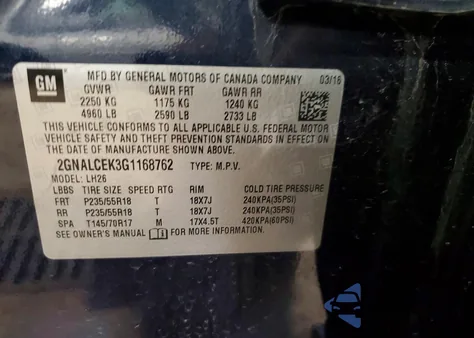 GM
MFD BY GENERAL MOTORS OF CANADA COMPANY 03/16
GVWR GAWR FRT GAWR RR
2250 KG 1175 KG 1240 KG
4960 LB 2590 LB 2733 LB
THIS VEHICLE CONFORMS TO ALL APPLICABLE U.S. FEDERAL MOTOR
VEHICLE SAFETY AND THEFT PREVENTION STANDARDS IN EFFECT ON
THE DATE OF MANUFACTURE SHOWN ABOVE.
2GNALCEK3G1168762 TYPE: M.P.V.
MODEL: LH26
LBBS TIRE SIZE SPEED RTG RIM COLD TIRE PRESSURE
FRT P235/55R18 T 18X7J 240KPA(35PSI)
RR P235/55R18 T 18X7J 240KPA(35PSI)
SPA T145/70R17 M 17X4.5T 420KPA(60PSI)
SEE OWNER'S MANUAL FOR MORE INFORMATION.